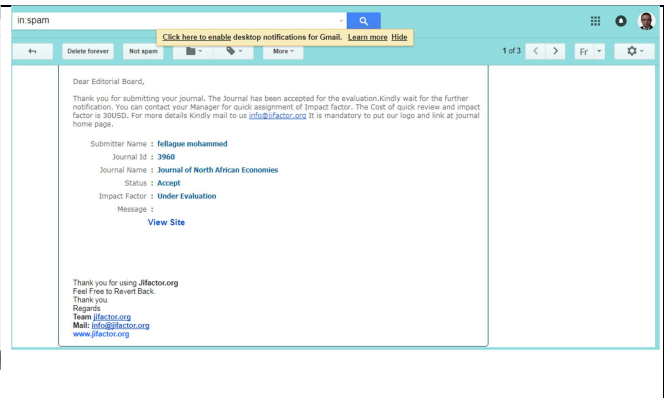 in:spam
Click here to enable desktop notifications for Gmail. Learn more Hide
Delete forever Not spam More 1 of 3 Fr
Dear Editorial Board,
Thank you for submitting your journal. The Journal has been accepted for the evaluation.Kindly wait for the further
notification. You can contact your Manager for quick assignment of Impact factor. The Cost of quick review and impact
factor is 30USD. For more details Kindly mail to us info@jifactor.org It is mandatory to put our logo and link at journal
home page.
Submitter Name : fellague mohammed
Journal Id : 3960
Journal Name : Journal of North African Economies
Status : Accept
Impact Factor : Under Evaluation
Message :
View Site
Thank you for using Jifactor.org
Feel Free to Revert Back.
Thank you.
Regards
Team jifactor.org
Mail: info@jifactor.org
www.jifactor.org